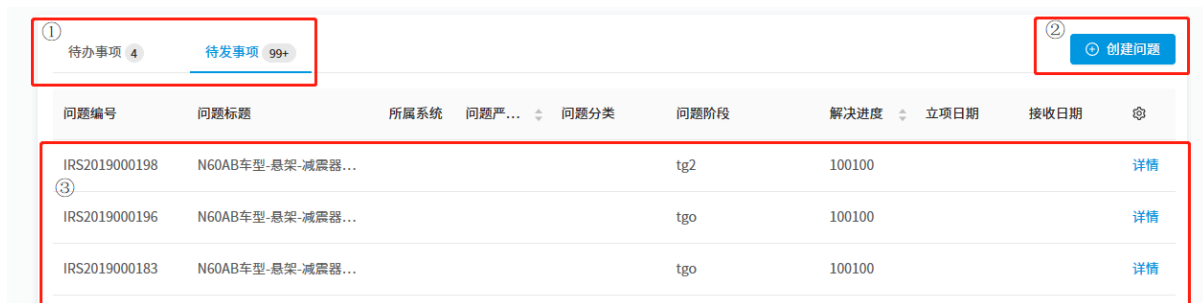 ① ②
待办事项 4 待发事项 99+ 创建问题
问题编号 问题标题 所属系统 问题严... 问题分类 问题阶段 解决进度 立项日期 接收日期
IRS2019000198 N60AB车型-悬架-减震器... tg2 100100 详情
③
IRS2019000196 N60AB车型-悬架-减震器... tgo 100100 详情
IRS2019000183 N60AB车型-悬架-减震器... tgo 100100 详情